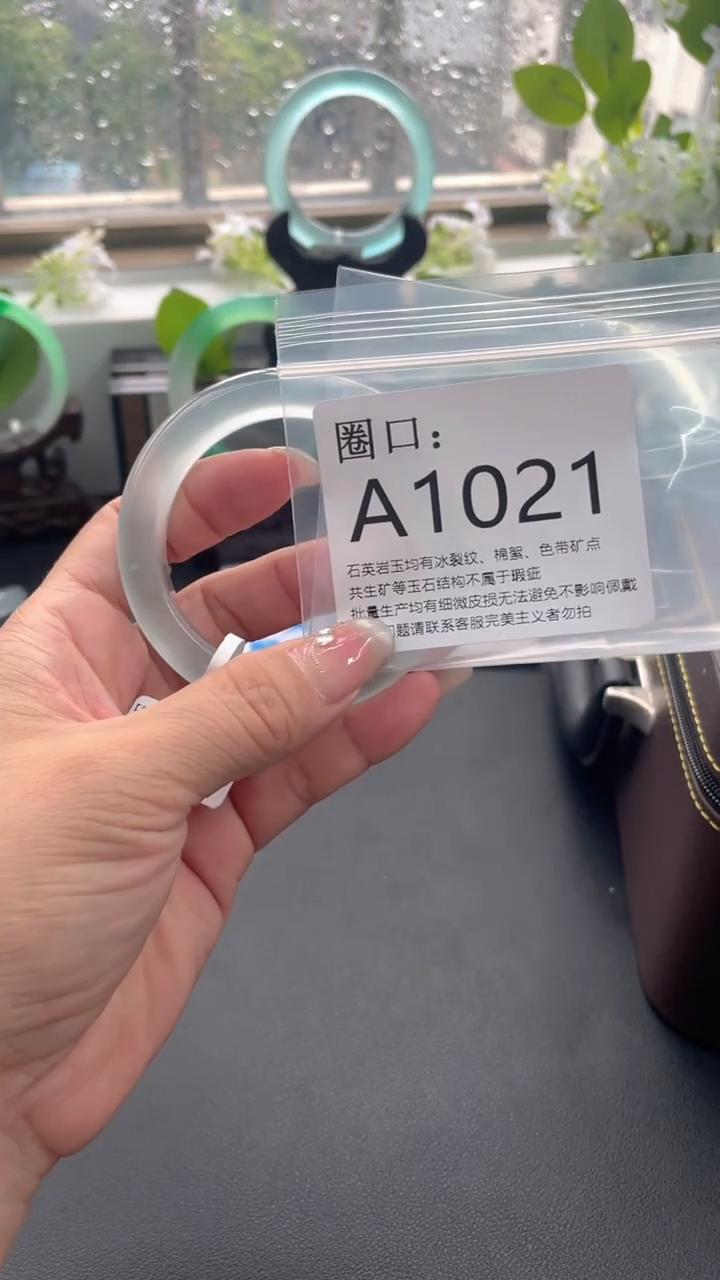 圈口：
A1021
石英岩玉均有冰裂纹、棉絮、色带矿点
共生矿等玉石结构不属于瑕疵
批量生产均有细微皮损无法避免不影响佩戴
问题请联系客服完美主义者勿拍